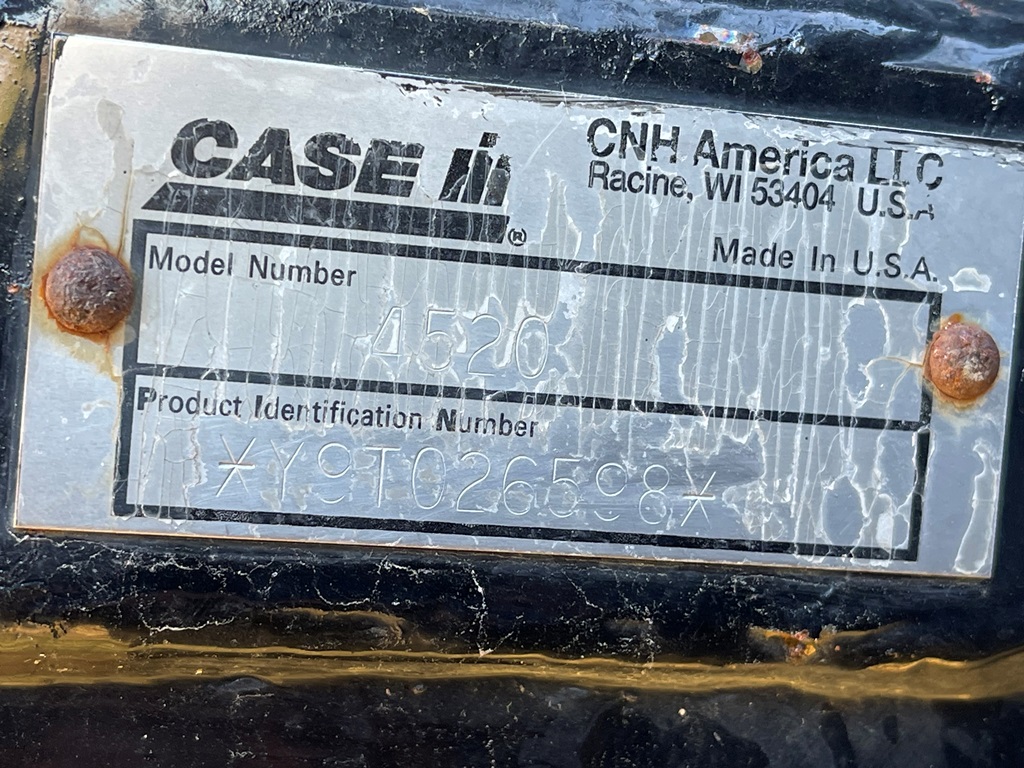 CASE IH ®
CNH America LLC
Racine, WI 53404 U.S.A
Made In U.S.A.
Model Number
4520
Product Identification Number
*Y9T026598*